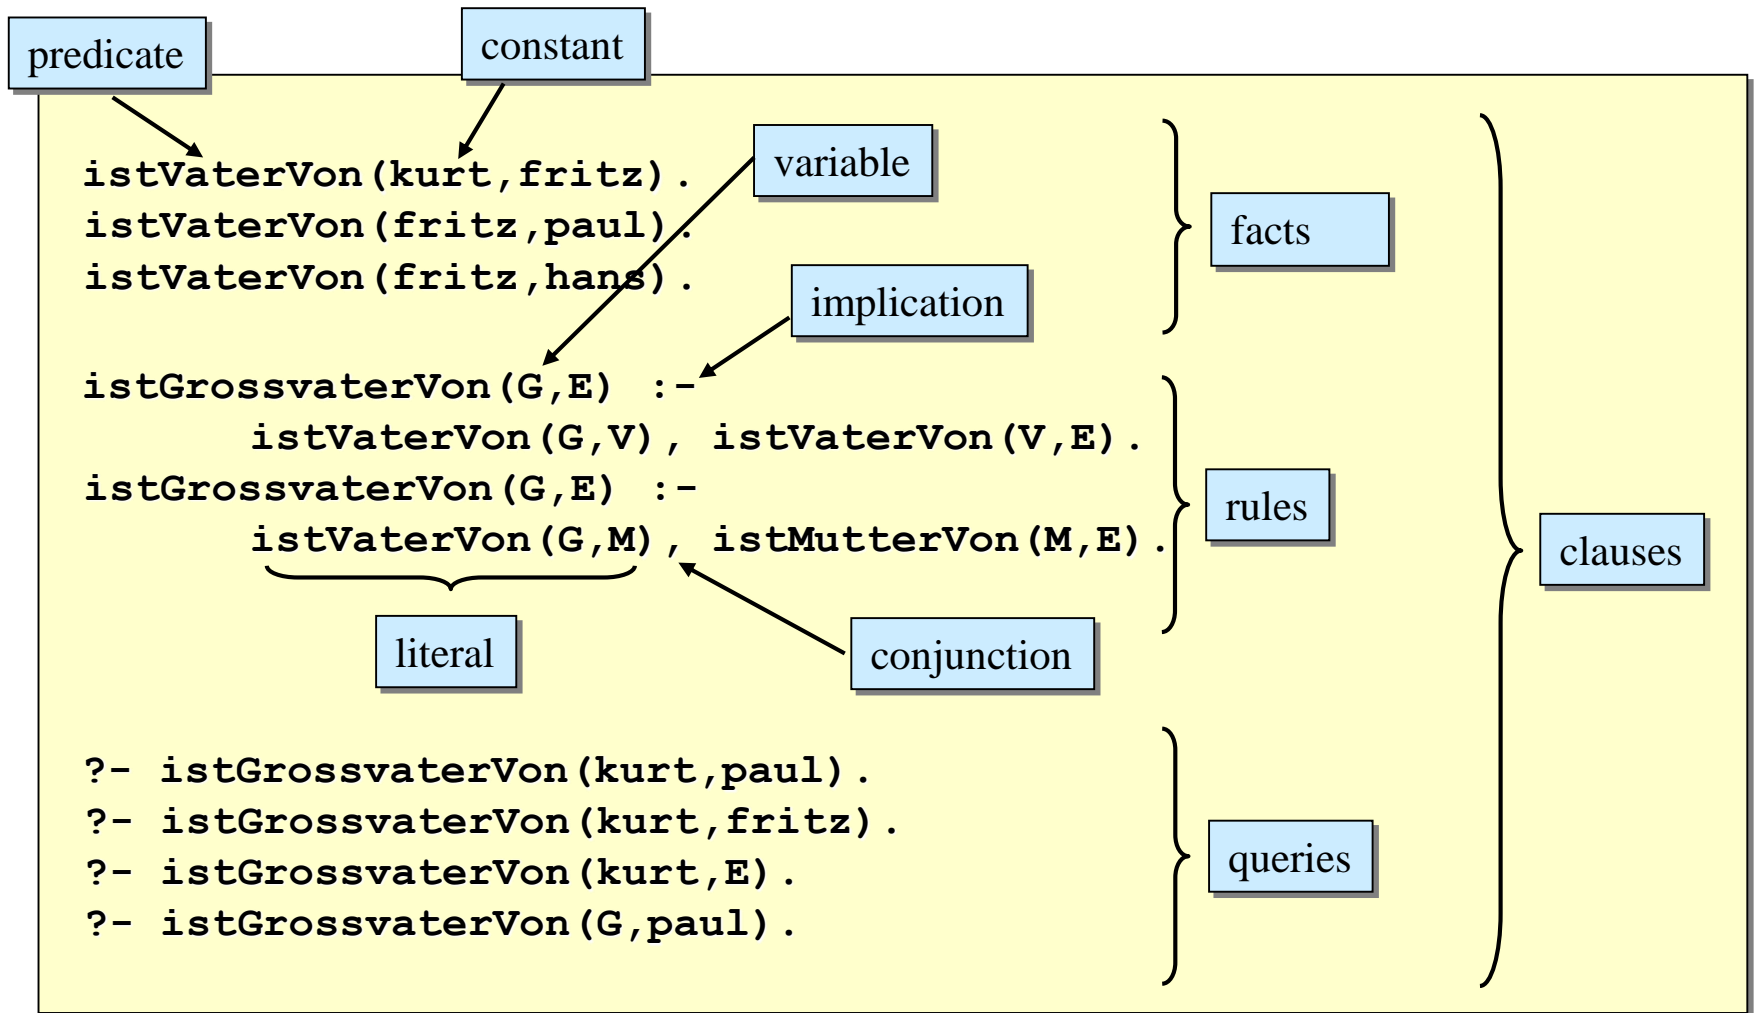 predicate
constant
istVaterVon(kurt,fritz).
variable
istVaterVon(fritz,paul).
facts
istVaterVon(fritz,hans).
implication
istGrossvaterVon(G,E) :-
istVaterVon(G,V), istVaterVon(V,E).
istGrossvaterVon(G,E) :-
rules
istVaterVon(G,M), istMutterVon(M,E).
clauses
literal
conjunction
?- istGrossvaterVon(kurt,paul).
?- istGrossvaterVon(kurt,fritz).
?- istGrossvaterVon(kurt,E).
queries
?- istGrossvaterVon(G,paul).